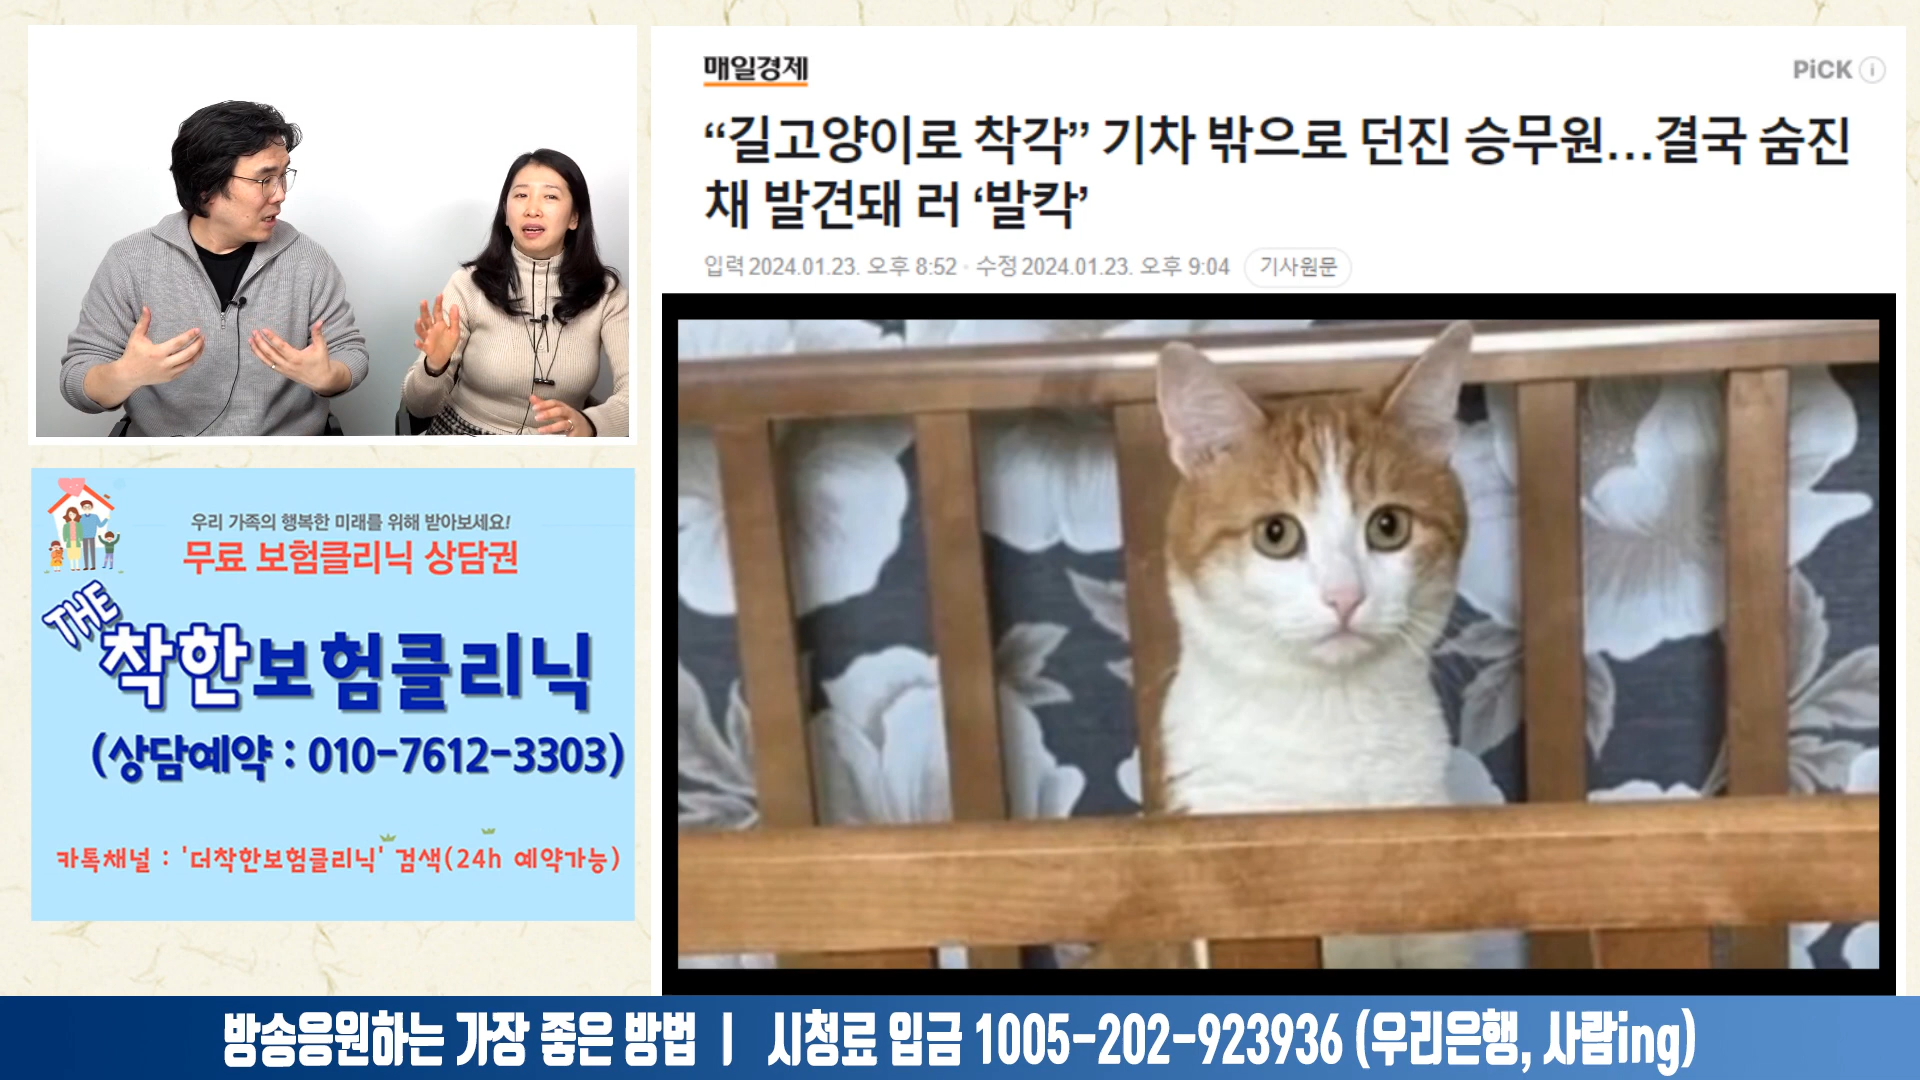 매일경제
PiCK
“길고양이로 착각” 기차 밖으로 던진 승무원...결국 숨진
채 발견돼 러 ‘발칵’
입력 2024.01.23. 오후 8:52 · 수정 2024.01.23. 오후 9:04 기사원문
우리 가족의 행복한 미래를 위해 받아보세요!
무료 보험클리닉 상담권
THE
착한보험클리닉
(상담예약 : 010-7612-3303)
카톡채널 : '더착한보험클리닉' 검색(24h 예약가능)
방송응원하는 가장 좋은 방법 ㅣ 시청료 입금 1005-202-923936 (우리은행, 사람ing)